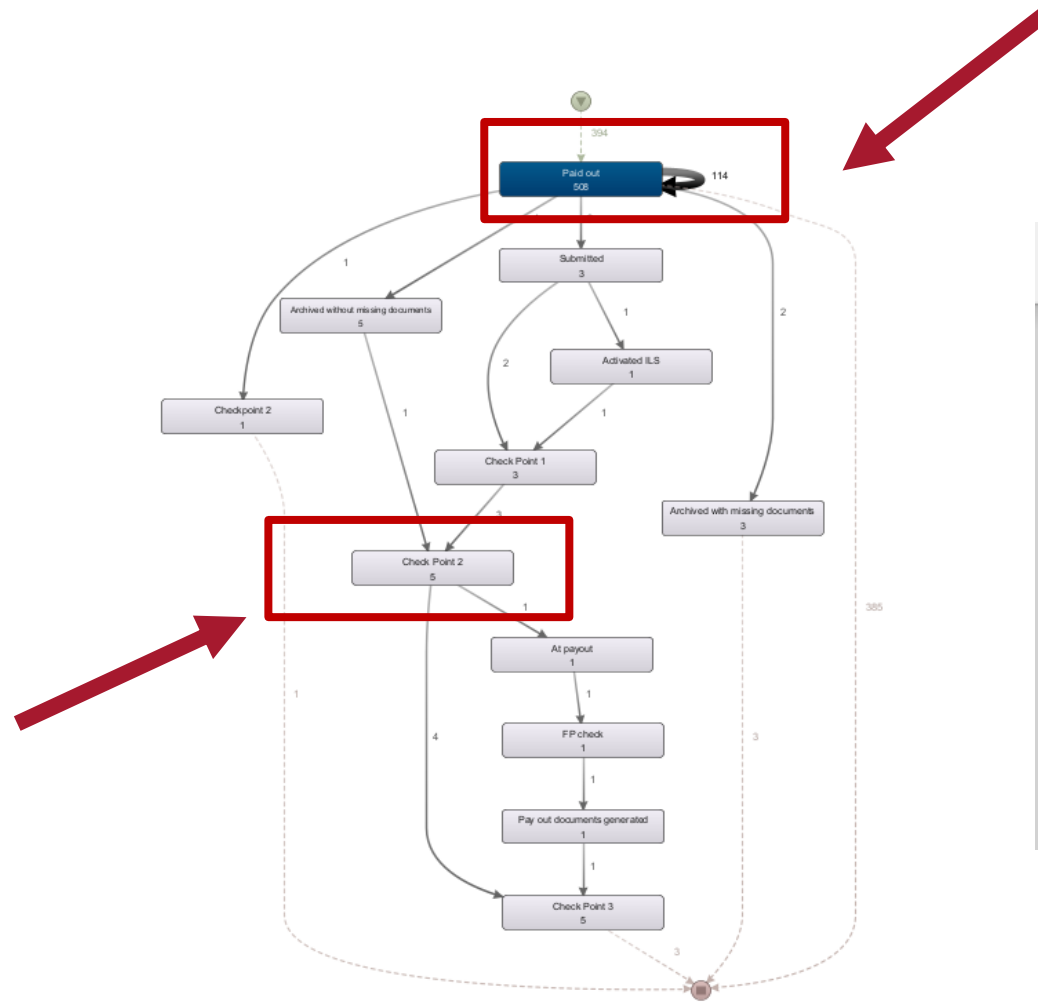 394
Paid out
508
114
Submitted
3
1
Archived without missing documents
5
1
2
2
Activated ILS
1
Checkpoint 2
1
1
1
Check Point 1
3
3
Archived with missing documents
3
Check Point 2
5
1
385
At payout
1
1
1
4
FP check
1
3
1
Pay out documents generated
1
1
Check Point 3
5
3